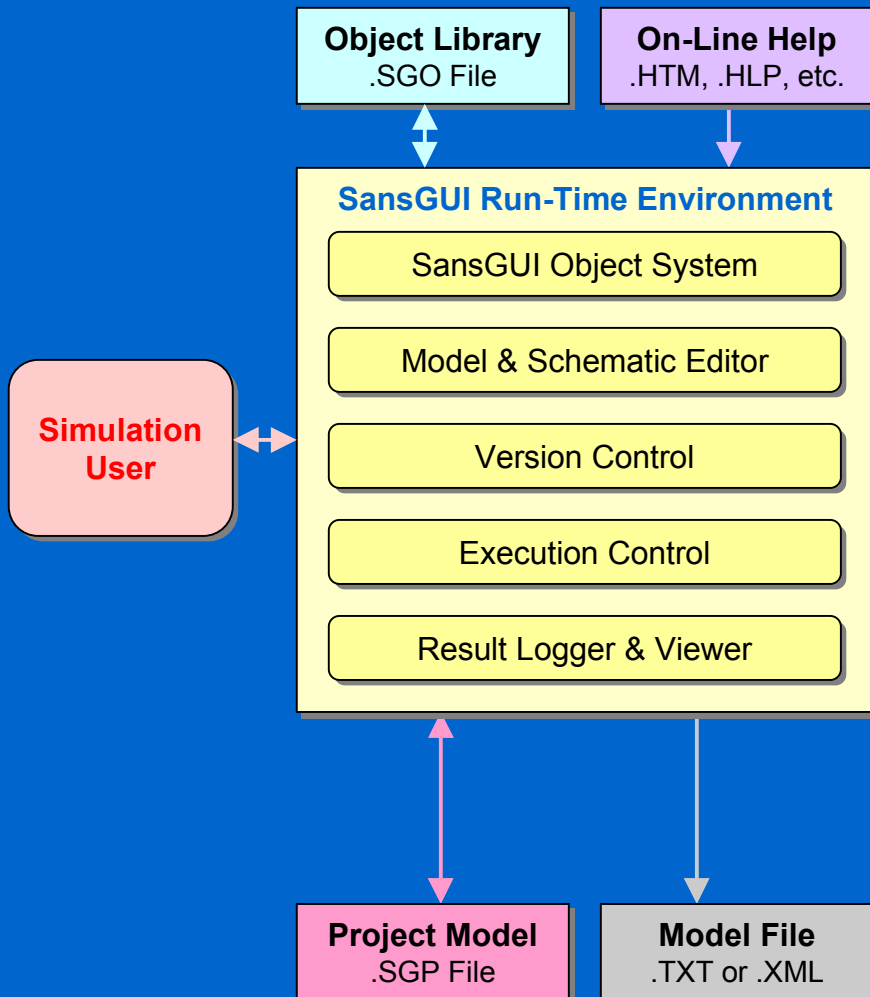 Object Library
.SGO File
On-Line Help
.HTM, .HLP, etc.
SansGUI Run-Time Environment
SansGUI Object System
Model & Schematic Editor
Version Control
Execution Control
Result Logger & Viewer
Simulation
User
Project Model
.SGP File
Model File
.TXT or .XML